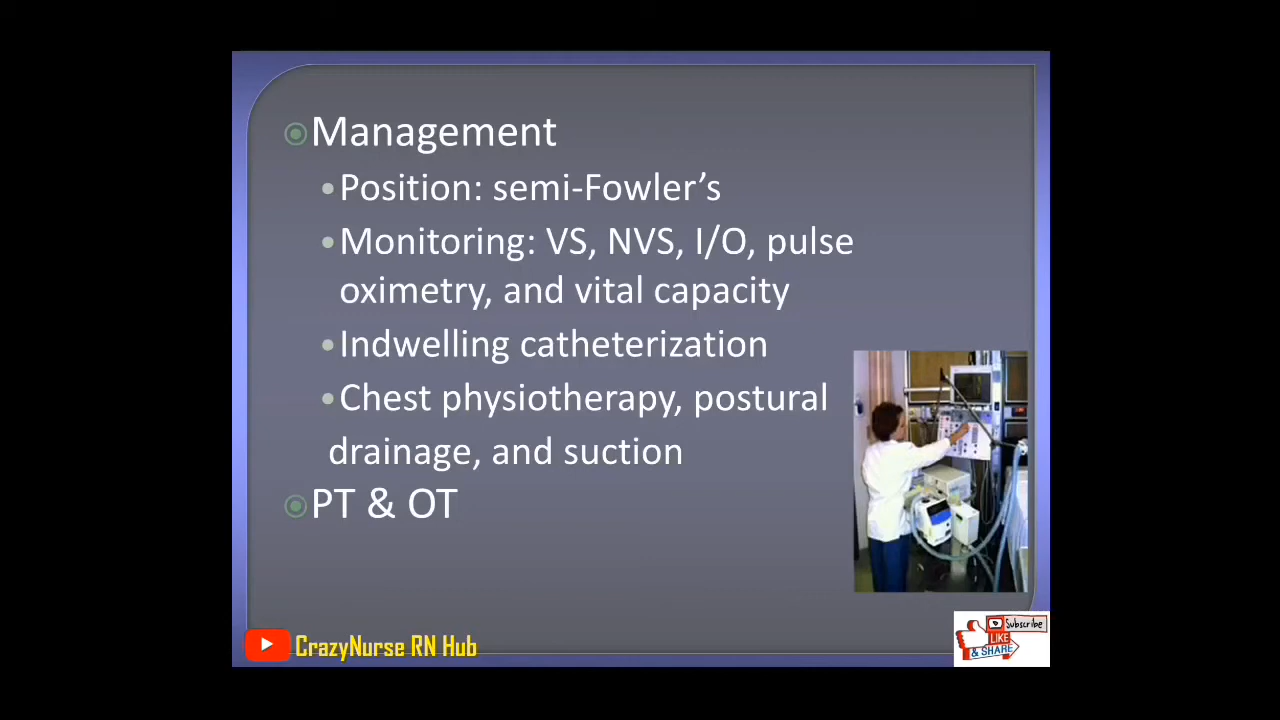 Management
Position: semi-Fowler’s
Monitoring: VS, NVS, I/O, pulse
oximetry, and vital capacity
Indwelling catheterization
Chest physiotherapy, postural
drainage, and suction
PT & OT
CrazyNurse RN Hub
Subscribe
LIKE
& SHARE